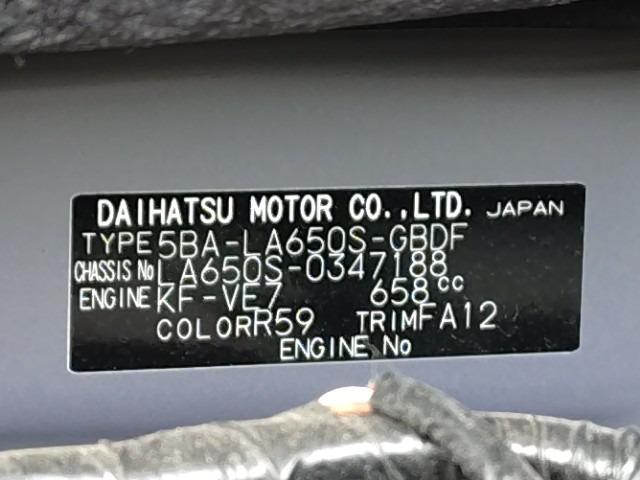 DAIHATSU MOTOR CO.,LTD. JAPAN
TYPE 5BA-LA650S-GBDF
CHASSIS No LA650S-0347188
ENGINE KF-VE7 658cc
COLOR R59 TRIM FA12
ENGINE No